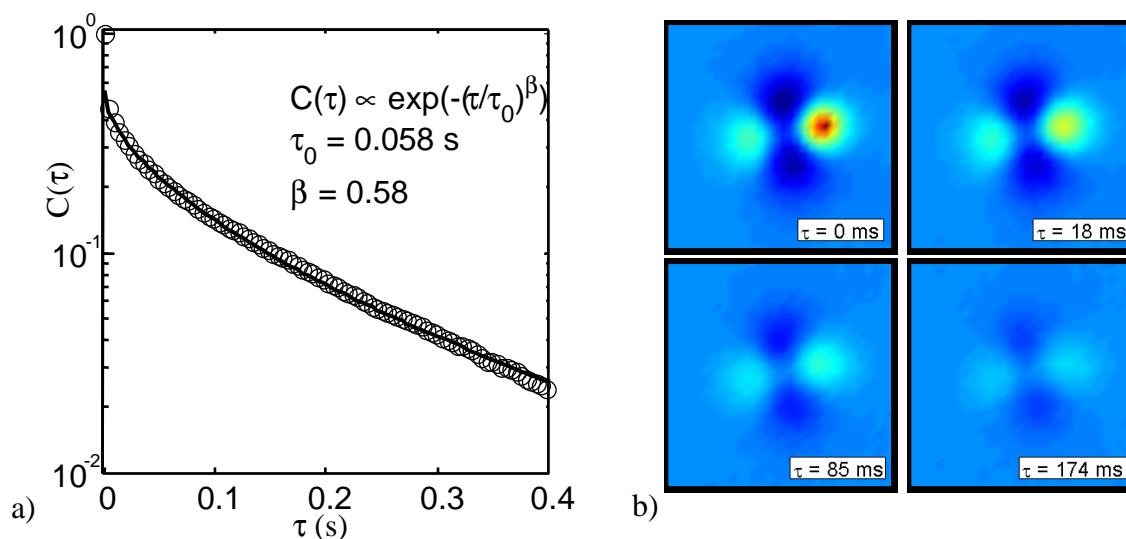 10^0
C(τ) ∝ exp(-(τ/τ_0)^β)
τ_0 = 0.058 s
β = 0.58
C(τ)
10^-1
10^-2
0 0.1 0.2 0.3 0.4
τ (s)
a)
τ = 0 ms
τ = 18 ms
τ = 85 ms
τ = 174 ms
b)